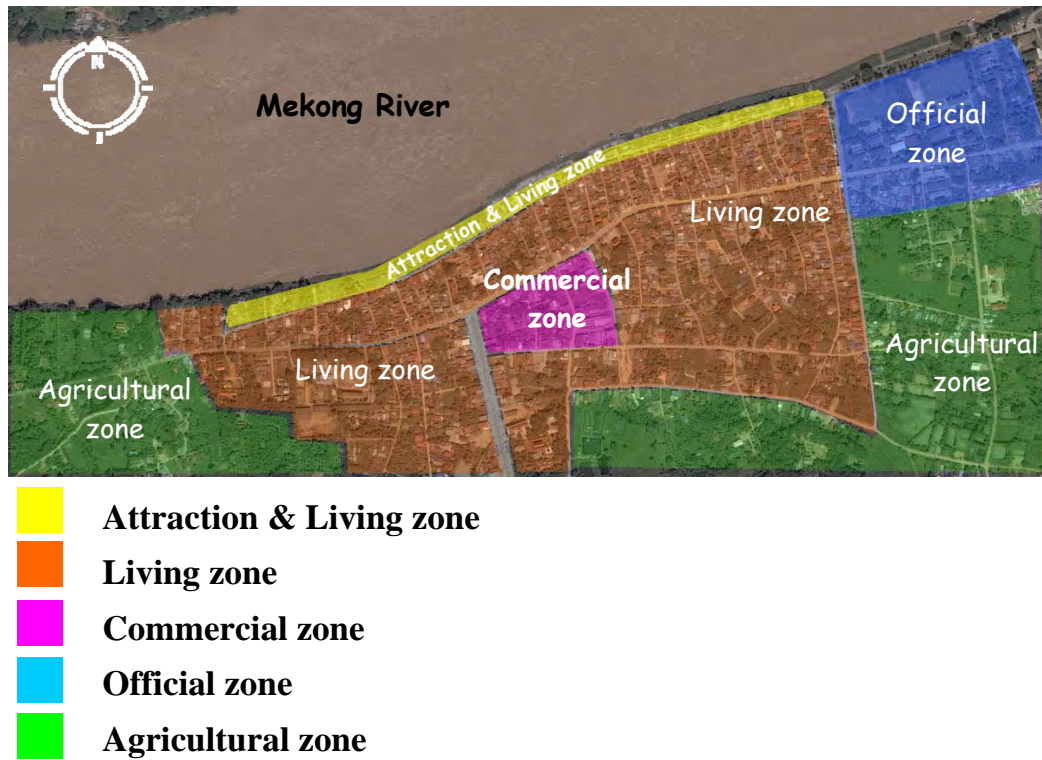 N
Mekong River
Official
zone
Attraction & Living zone
Living zone
Commercial
zone
Agricultural
zone
Living zone
Agricultural
zone
Attraction & Living zone
Living zone
Commercial zone
Official zone
Agricultural zone